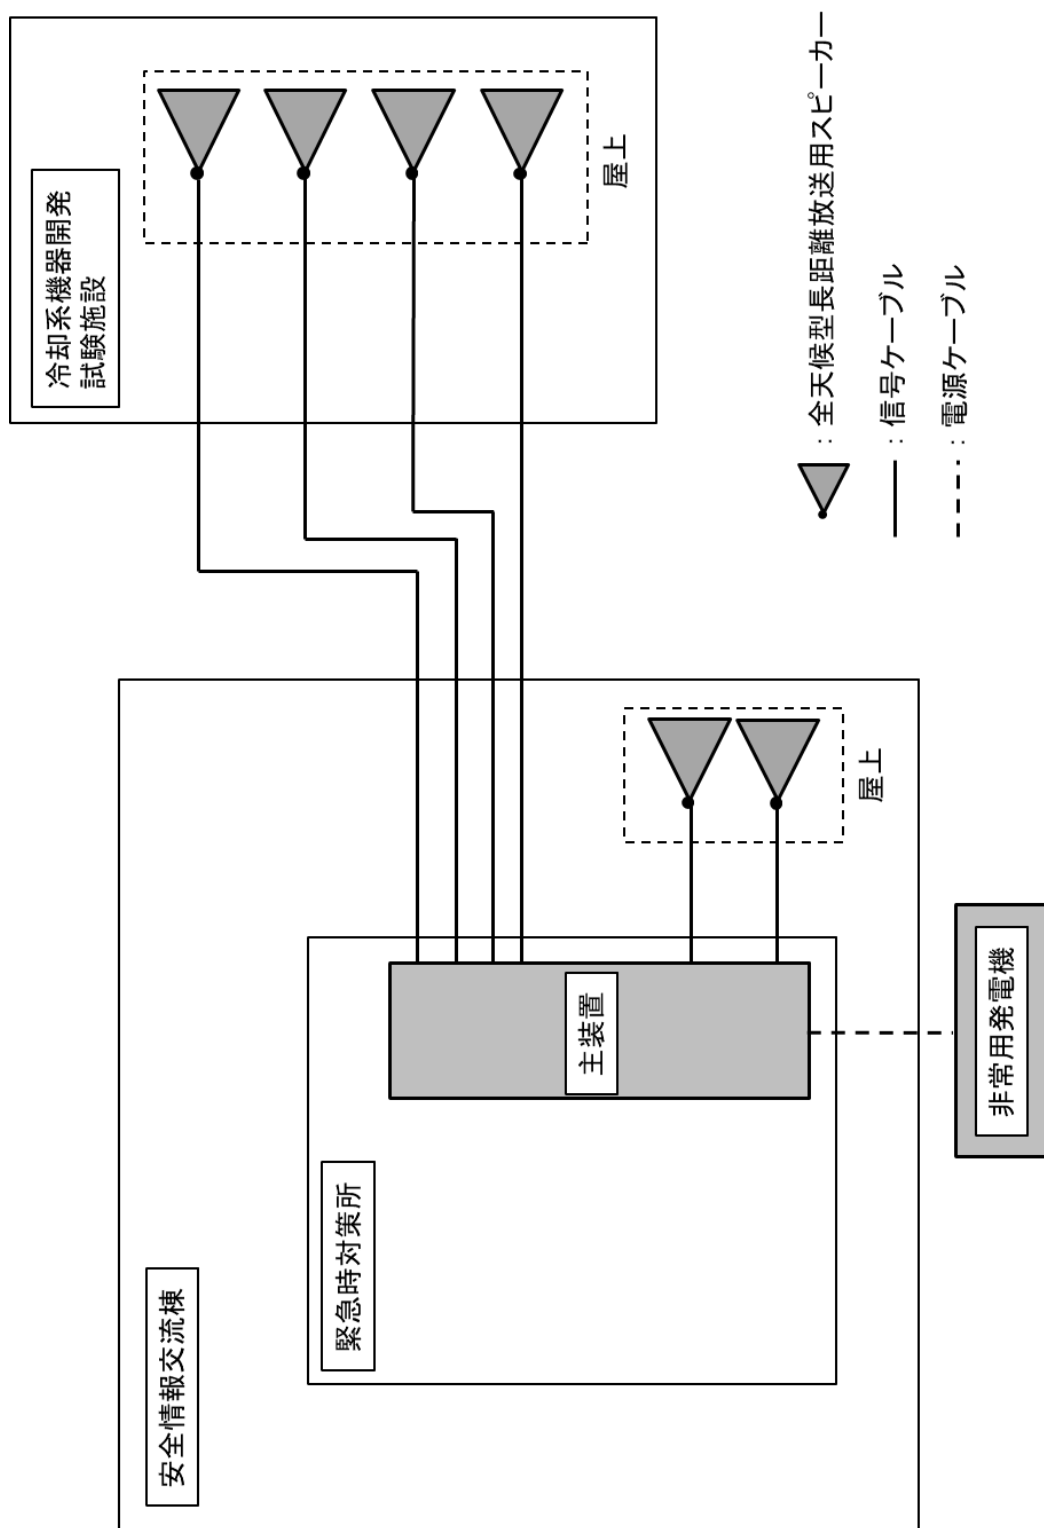 安全情報交流棟
緊急時対策所
主装置
非常用発電機
屋上
冷却系機器開発
試験施設
屋上
：全天候型長距離放送用スピーカー
：信号ケーブル
：電源ケーブル